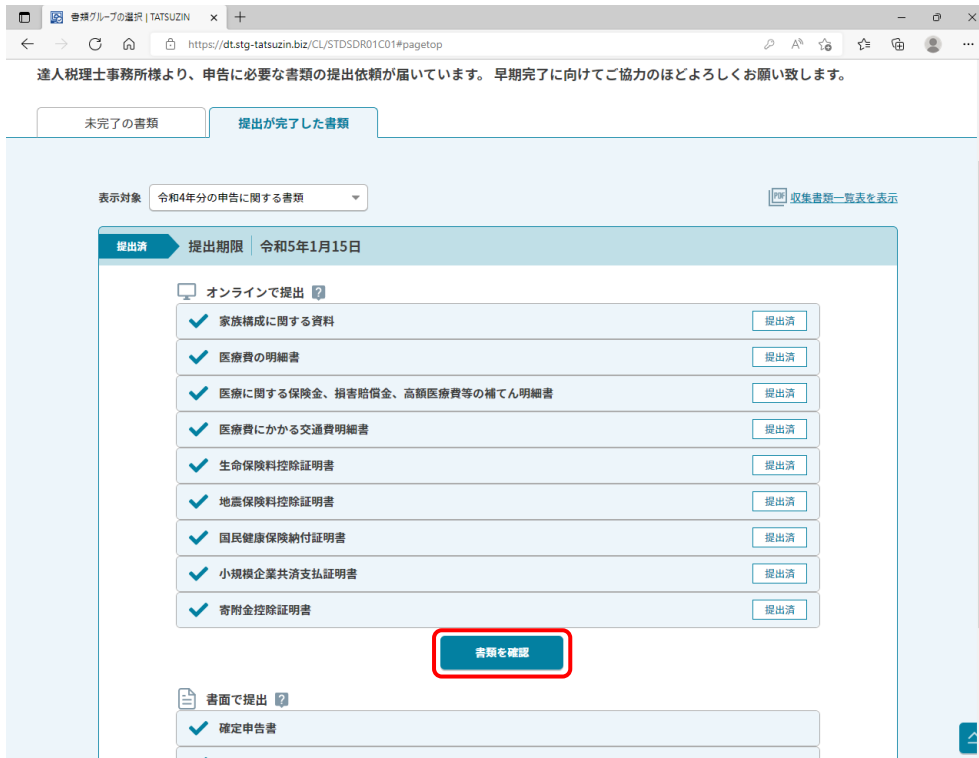 書類グループの選択 | TATSUZIN
https://dt.stg-tatsuzin.biz/CL/STDSDR01C01#pagetop
達人税理士事務所様より、申告に必要な書類の提出依頼が届いています。 早期完了に向けてご協力のほどよろしくお願い致します。
未完了の書類
提出が完了した書類
表示対象 令和4年分の申告に関する書類
PDF 収集書類一覧表を表示
提出済 提出期限 令和5年1月15日
オンラインで提出 ?
家族構成に関する資料 提出済
医療費の明細書 提出済
医療に関する保険金、損害賠償金、高額医療費等の補てん明細書 提出済
医療費にかかる交通費明細書 提出済
生命保険料控除証明書 提出済
地震保険料控除証明書 提出済
国民健康保険納付証明書 提出済
小規模企業共済支払証明書 提出済
寄附金控除証明書 提出済
書類を確認
書面で提出 ?
確定申告書